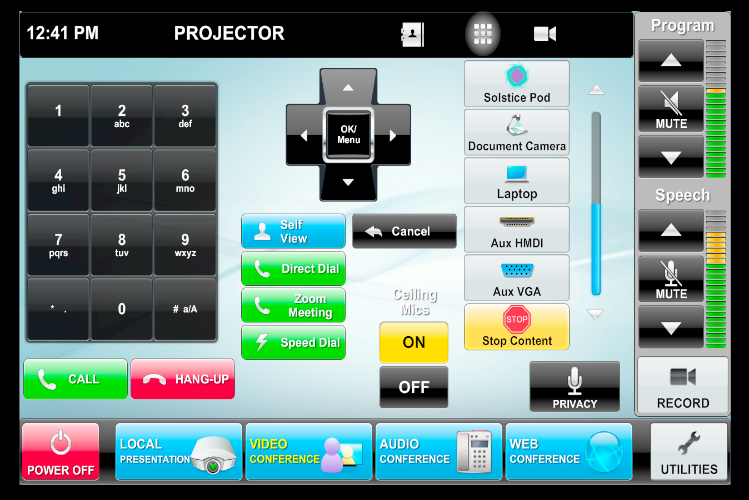 12:41 PM PROJECTOR
Program
1
2
abc
3
def
4
ghi
5
jkl
6
mno
7
pqrs
8
tuv
9
wxyz
* .
0
# a/A
CALL
HANG-UP
OK/
Menu
Self
View
Cancel
Direct Dial
Zoom
Meeting
Speed Dial
Ceiling
Mics
ON
OFF
Solstice Pod
Document Camera
Laptop
Aux HDMI
Aux VGA
STOP
Stop Content
PRIVACY
MUTE
Speech
MUTE
RECORD
POWER OFF
LOCAL
PRESENTATION
VIDEO
CONFERENCE
AUDIO
CONFERENCE
WEB
CONFERENCE
UTILITIES